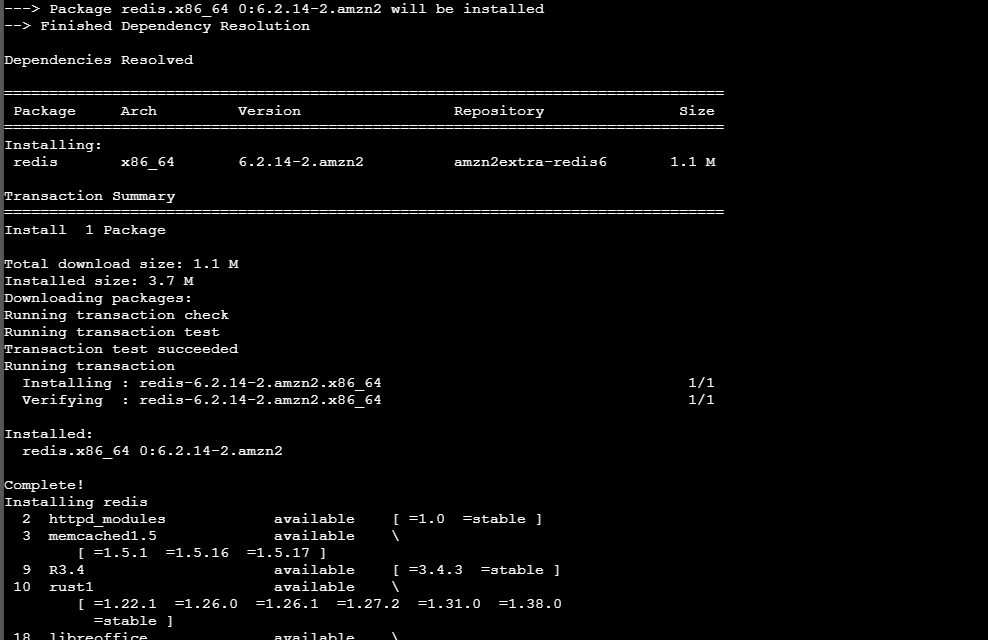 ---> Package redis.x86_64 0:6.2.14-2.amzn2 will be installed
--> Finished Dependency Resolution
Dependencies Resolved
================================================================================
Package Arch Version Repository Size
================================================================================
Installing:
redis x86_64 6.2.14-2.amzn2 amzn2extra-redis6 1.1 M
Transaction Summary
================================================================================
Install 1 Package
Total download size: 1.1 M
Installed size: 3.7 M
Downloading packages:
Running transaction check
Running transaction test
Transaction test succeeded
Running transaction
Installing : redis-6.2.14-2.amzn2.x86_64 1/1
Verifying : redis-6.2.14-2.amzn2.x86_64 1/1
Installed:
redis.x86_64 0:6.2.14-2.amzn2
Complete!
Installing redis
2 httpd_modules available [ =1.0 =stable ]
3 memcached1.5 available \
[ =1.5.1 =1.5.16 =1.5.17 ]
9 R3.4 available [ =3.4.3 =stable ]
10 rust1 available \
[ =1.22.1 =1.26.0 =1.26.1 =1.27.2 =1.31.0 =1.38.0
=stable ]
18 libreoffice available \